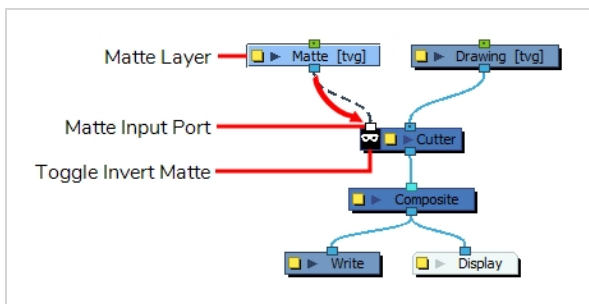 Matte Layer
Matte [tvg]
Drawing [tvg]
Matte Input Port
Cutter
Toggle Invert Matte
Composite
Write
Display